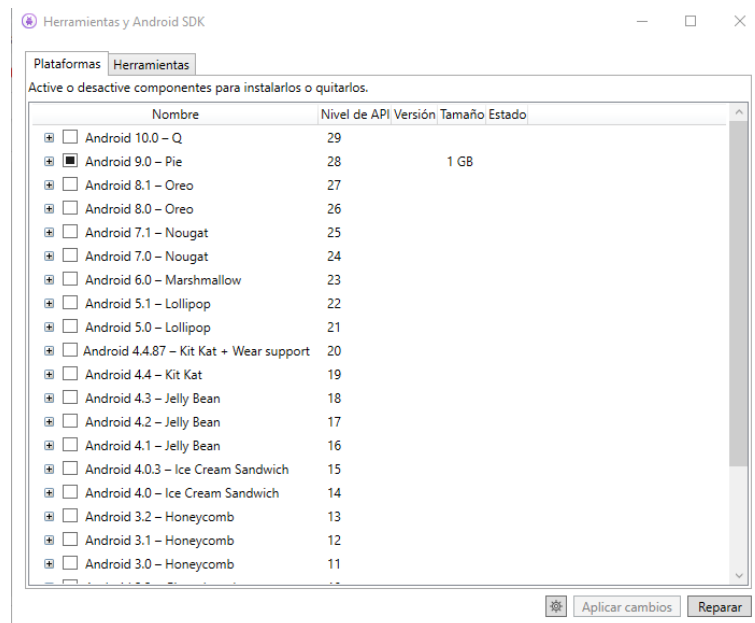 Herramientas y Android SDK
Plataformas Herramientas
Active o desactive componentes para instalarlos o quitarlos.
Nombre Nivel de API Versión Tamaño Estado
Android 10.0 – Q 29
Android 9.0 – Pie 28 1 GB
Android 8.1 – Oreo 27
Android 8.0 – Oreo 26
Android 7.1 – Nougat 25
Android 7.0 – Nougat 24
Android 6.0 – Marshmallow 23
Android 5.1 – Lollipop 22
Android 5.0 – Lollipop 21
Android 4.4.87 – Kit Kat + Wear support 20
Android 4.4 – Kit Kat 19
Android 4.3 – Jelly Bean 18
Android 4.2 – Jelly Bean 17
Android 4.1 – Jelly Bean 16
Android 4.0.3 – Ice Cream Sandwich 15
Android 4.0 – Ice Cream Sandwich 14
Android 3.2 – Honeycomb 13
Android 3.1 – Honeycomb 12
Android 3.0 – Honeycomb 11
Aplicar cambios Reparar